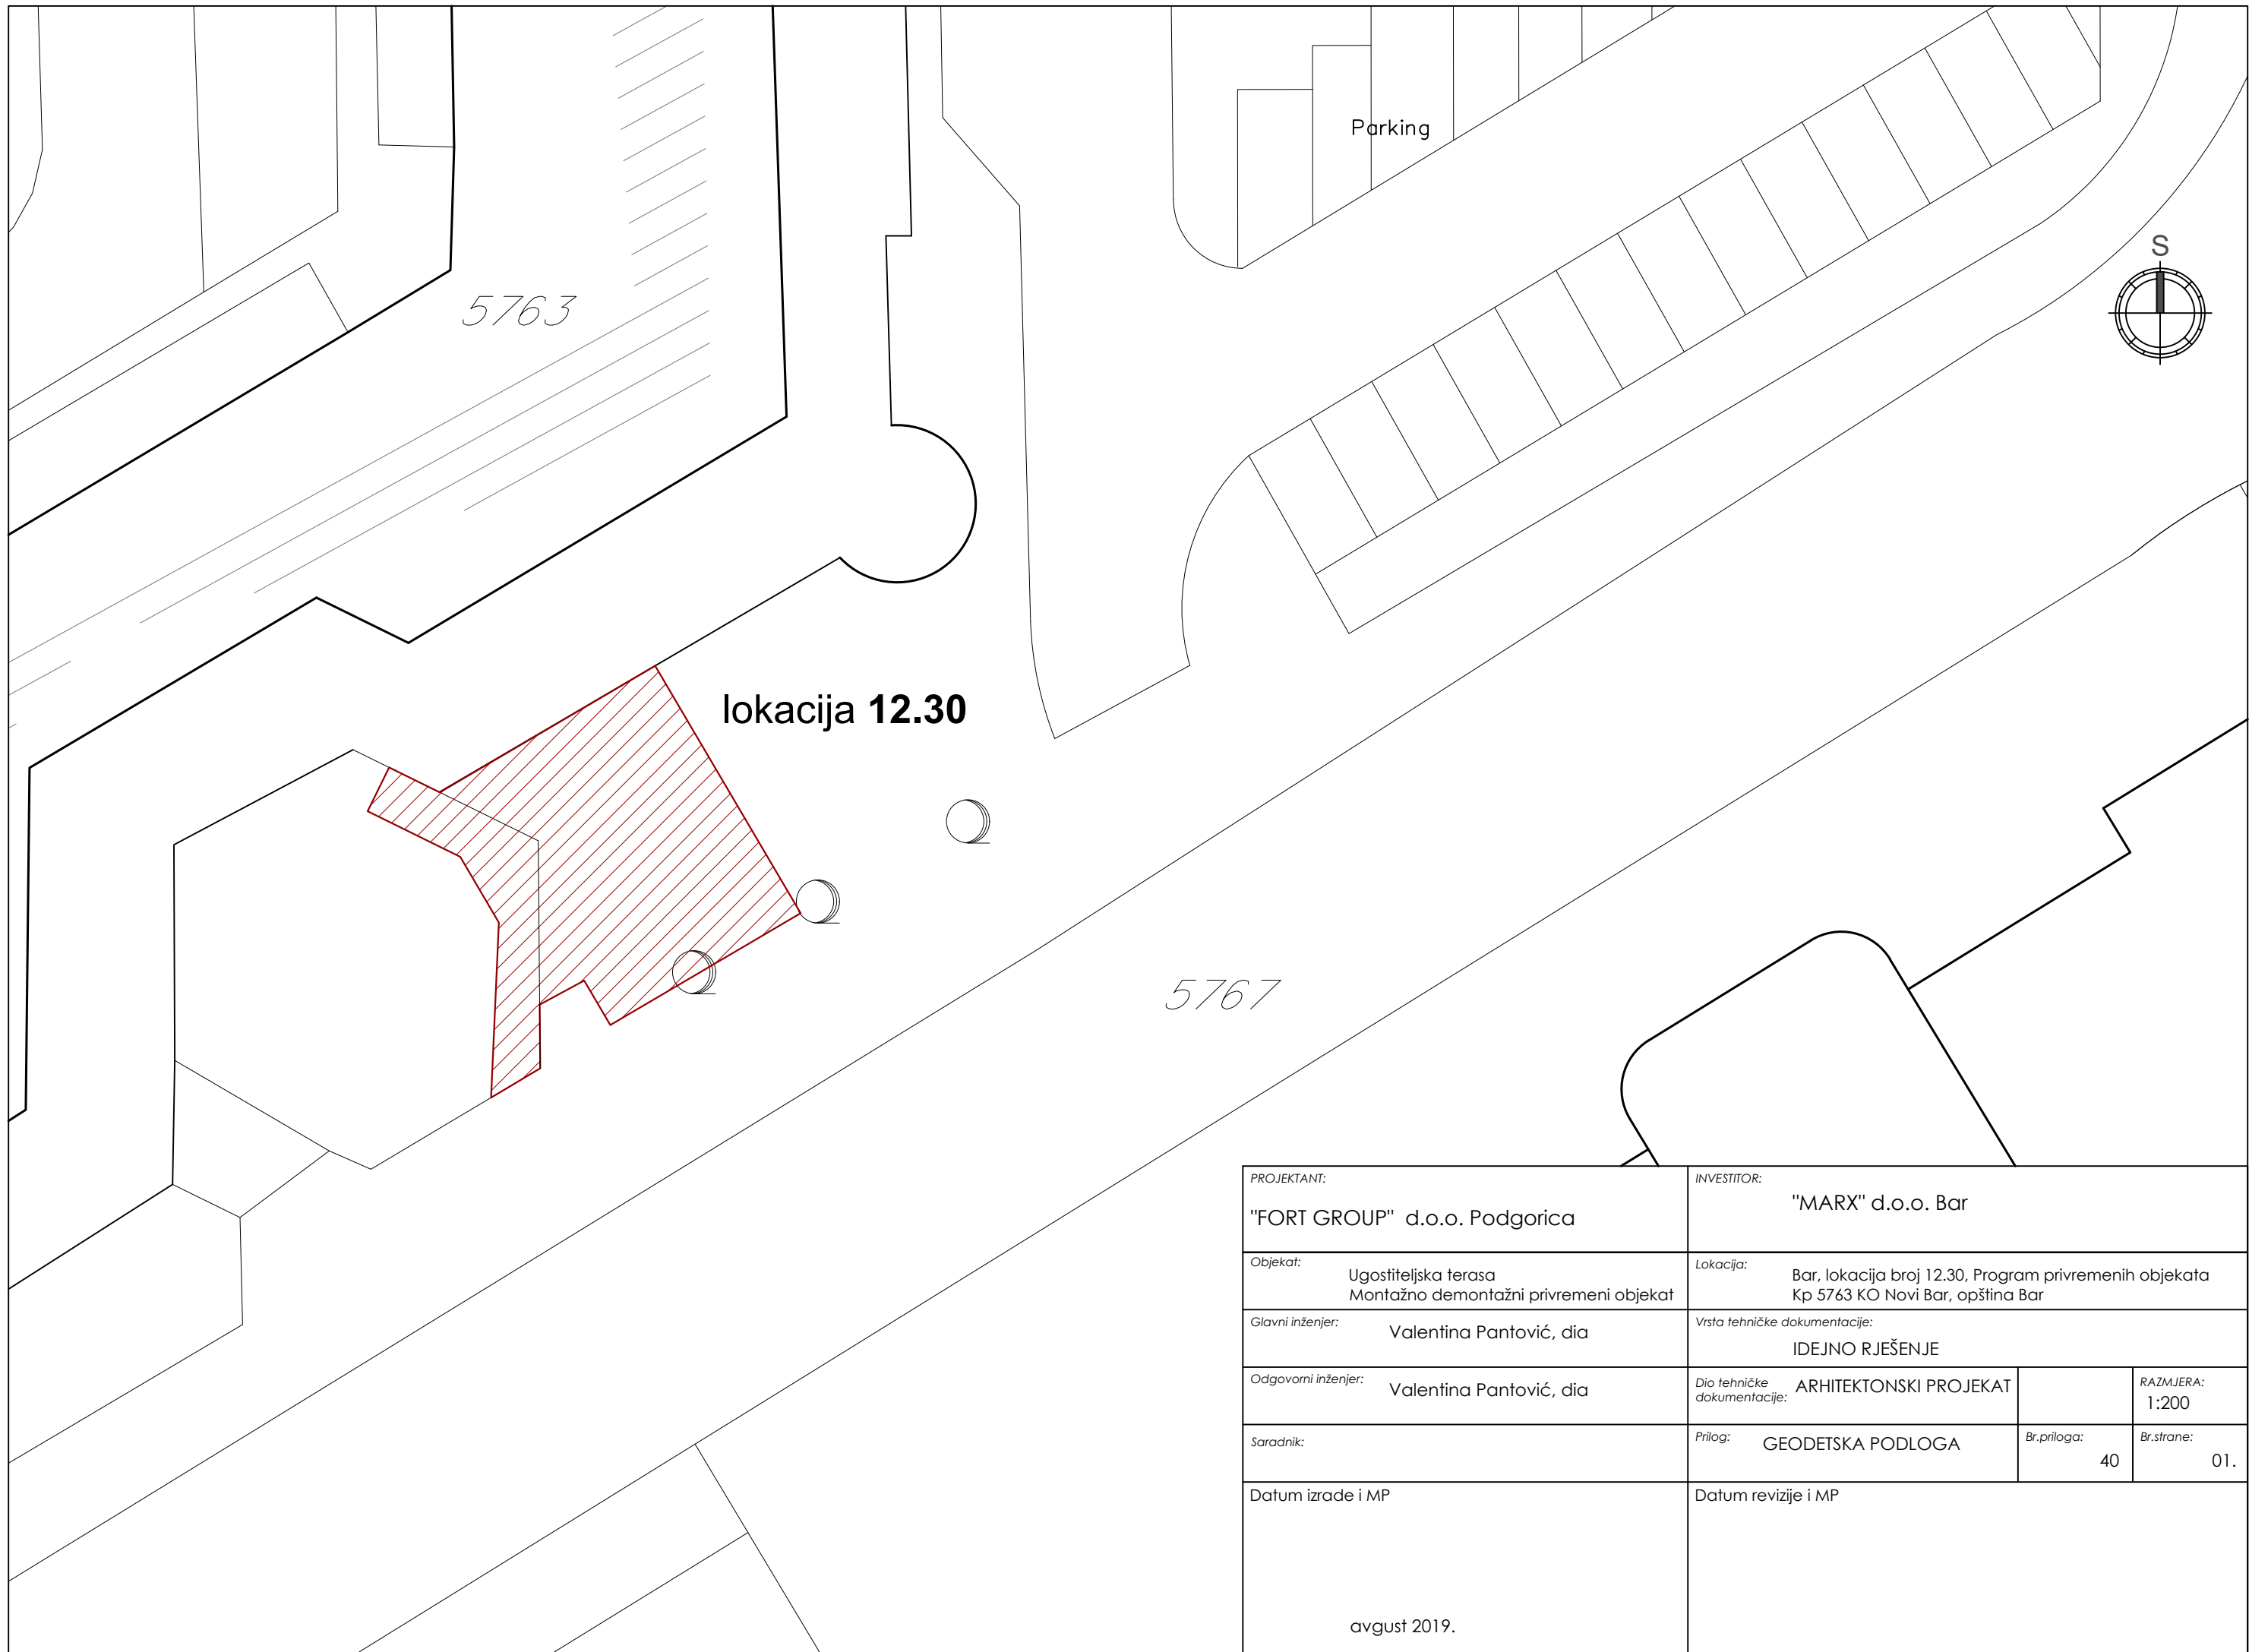 Parking
S
5763
lokacija 12.30
5767
PROJEKTANT:
"FORT GROUP" d.o.o. Podgorica
INVESTITOR:
"MARX" d.o.o. Bar
Objekat:
Ugostiteljska terasa
Montažno demontažni privremeni objekat
Lokacija:
Bar, lokacija broj 12.30, Program privremenih objekata
Kp 5763 KO Novi Bar, opština Bar
Glavni inženjer:
Valentina Pantović, dia
Vrsta tehničke dokumentacije:
IDEJNO RJEŠENJE
Odgovorni inženjer:
Valentina Pantović, dia
Dio tehničke
dokumentacije:
ARHITEKTONSKI PROJEKAT
RAZMJERA:
1:200
Saradnik:
Prilog:
GEODETSKA PODLOGA
Br.priloga:
40
Br.strane:
01.
Datum izrade i MP
Datum revizije i MP
avgust 2019.